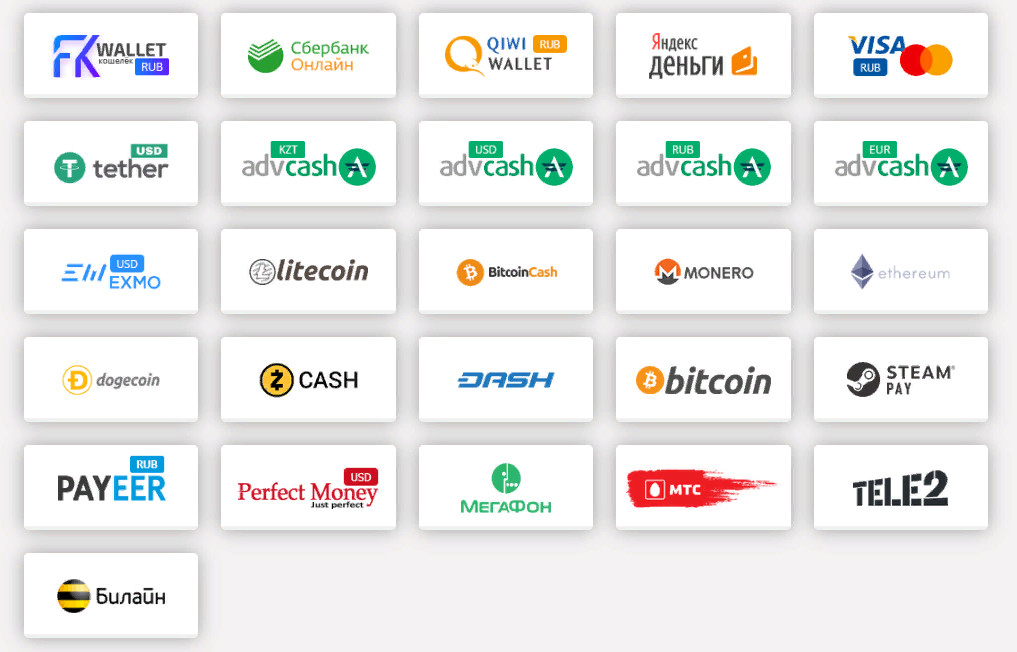 FK WALLET
кошелёк RUB
Сбербанк
Онлайн
QIWI RUB
WALLET
Яндекс
деньги
VISA
RUB
USD
tether
KZT
advcash
USD
advcash
RUB
advcash
EUR
advcash
USD
EXMO
litecoin
BitcoinCash
MONERO
ethereum
dogecoin
CASH
DASH
bitcoin
STEAM®
PAY
RUB
PAYEER
USD
Perfect Money
Just perfect
МЕГАФОН
МТС
TELE2
Билайн